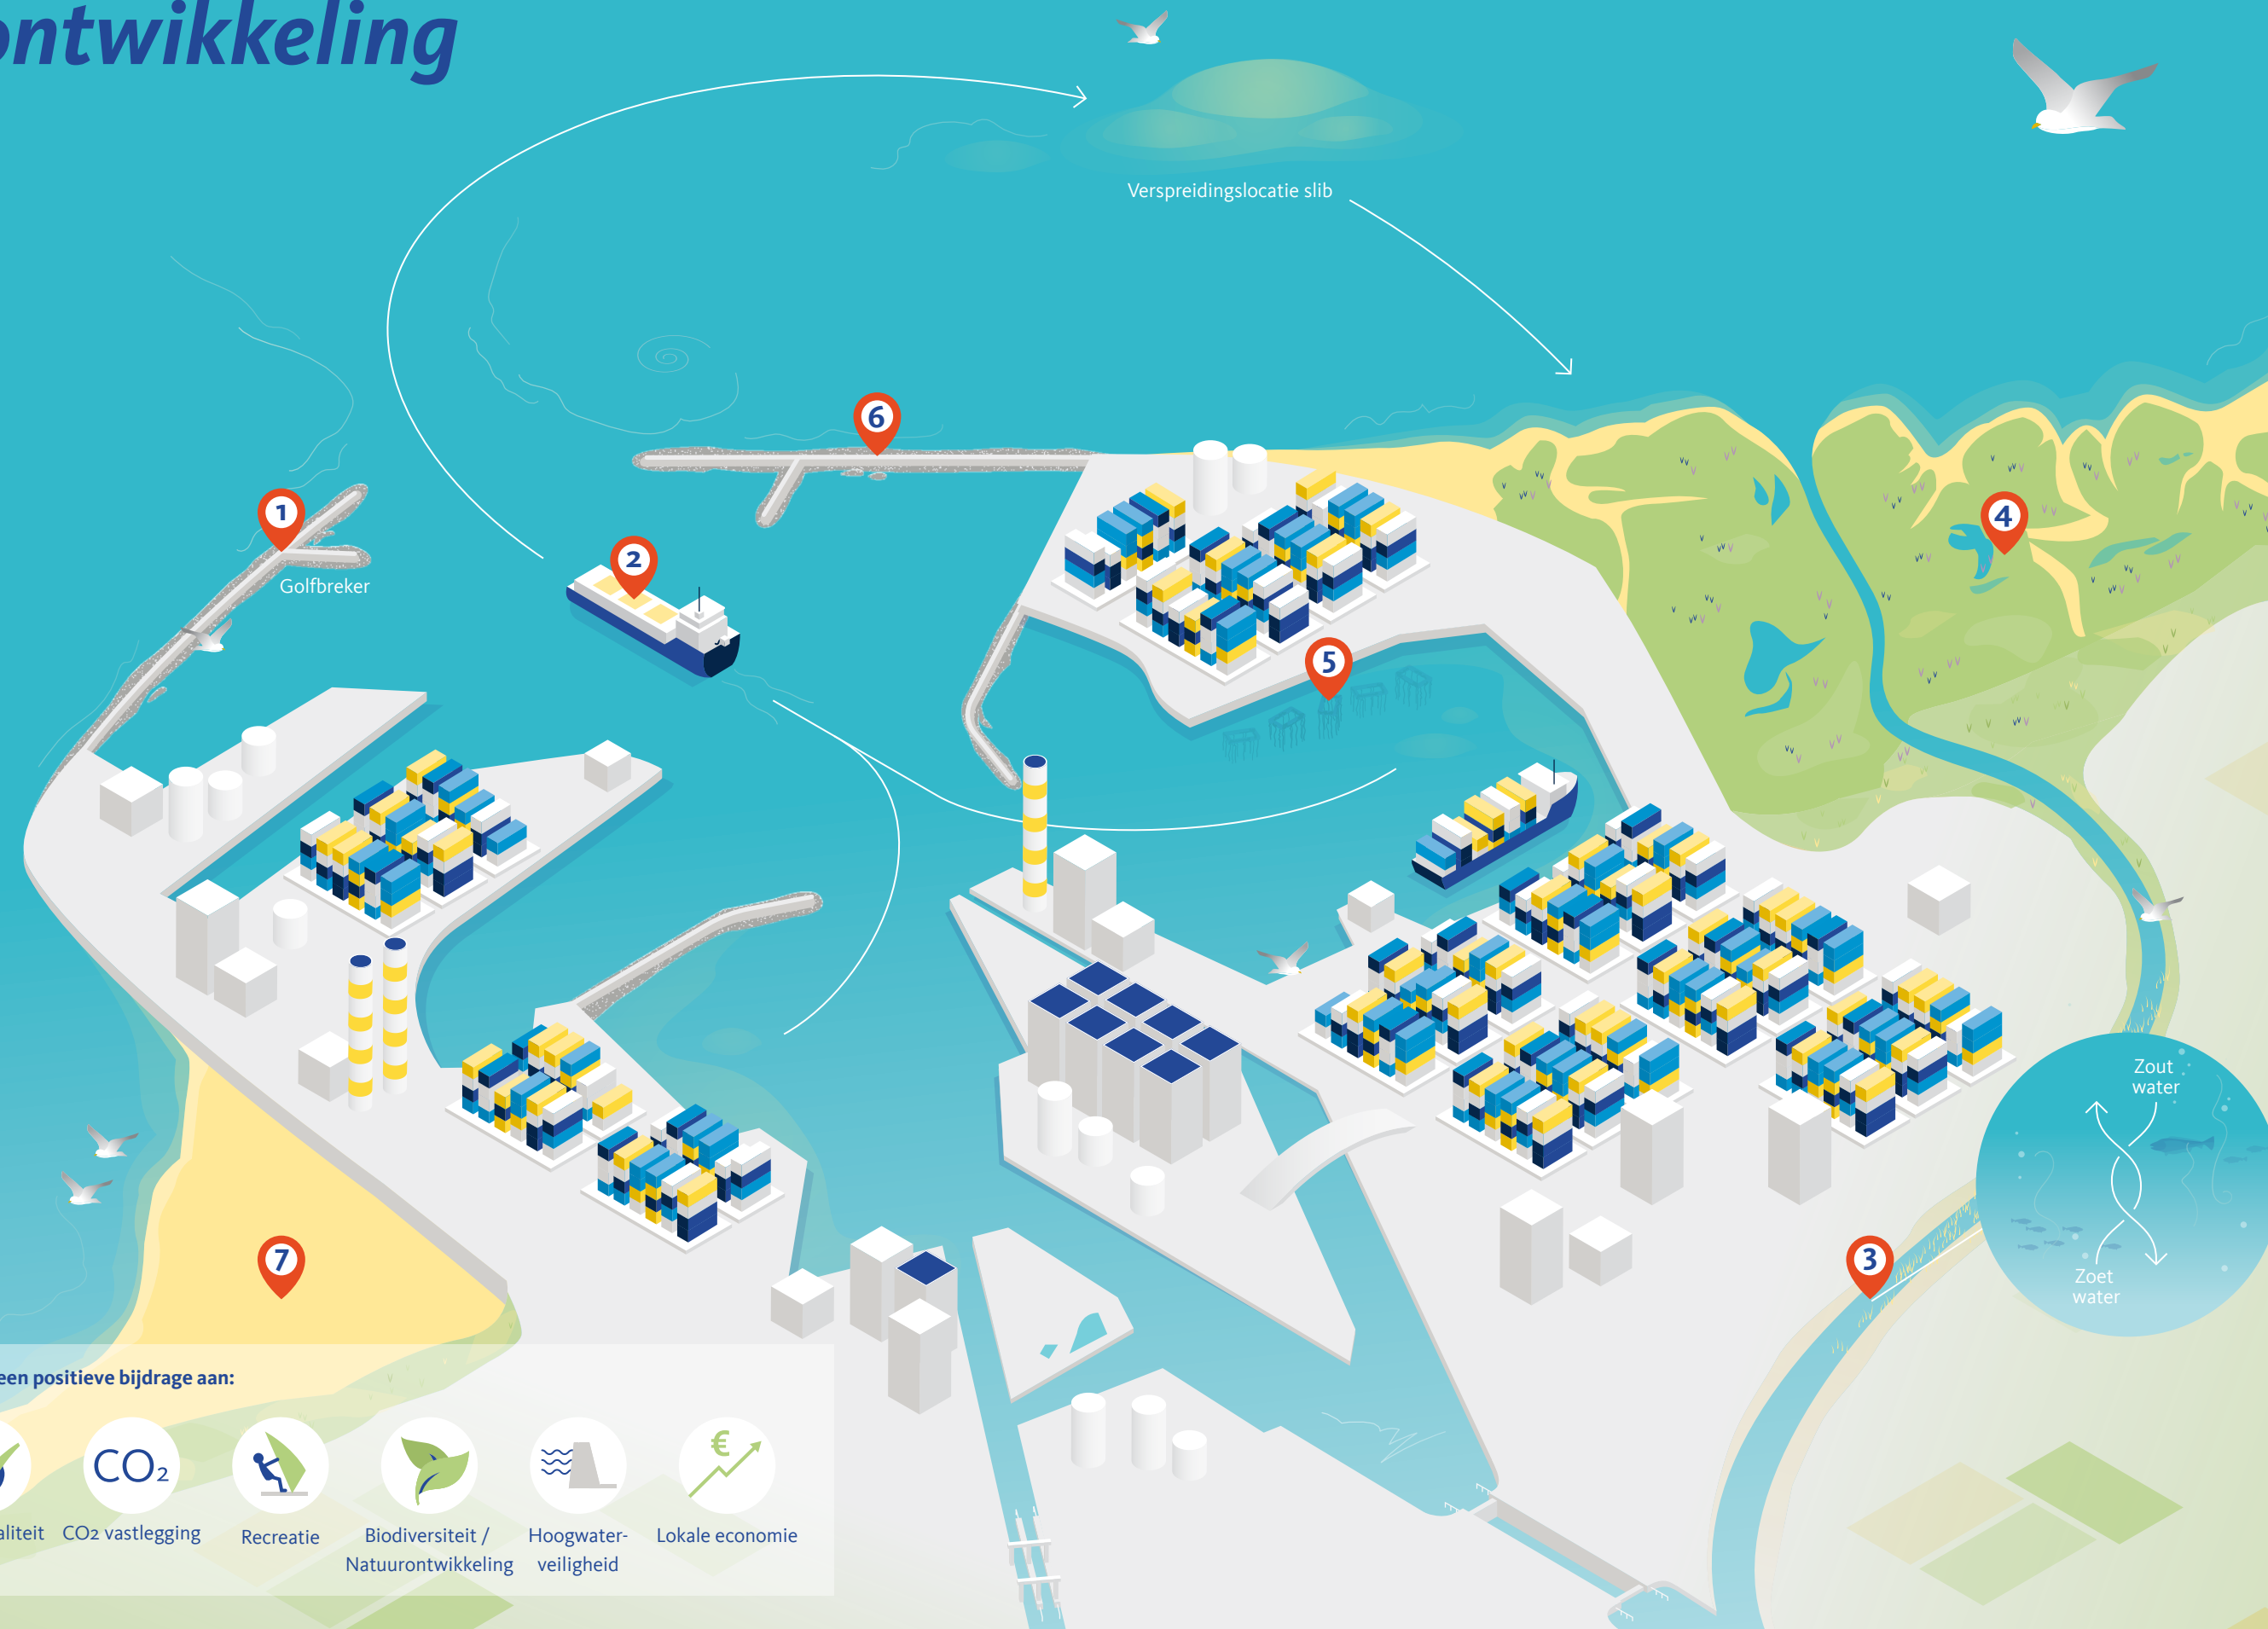 ontwikkeling
Verspreidingslocatie slib
6
1
4
2
Golfbreker
5
Zout
water
3
7
Zoet
water
een positieve bijdrage aan:
CO₂
€
aliteit
CO2 vastlegging
Recreatie
Biodiversiteit /
Natuurontwikkeling
Hoogwater-
veiligheid
Lokale economie